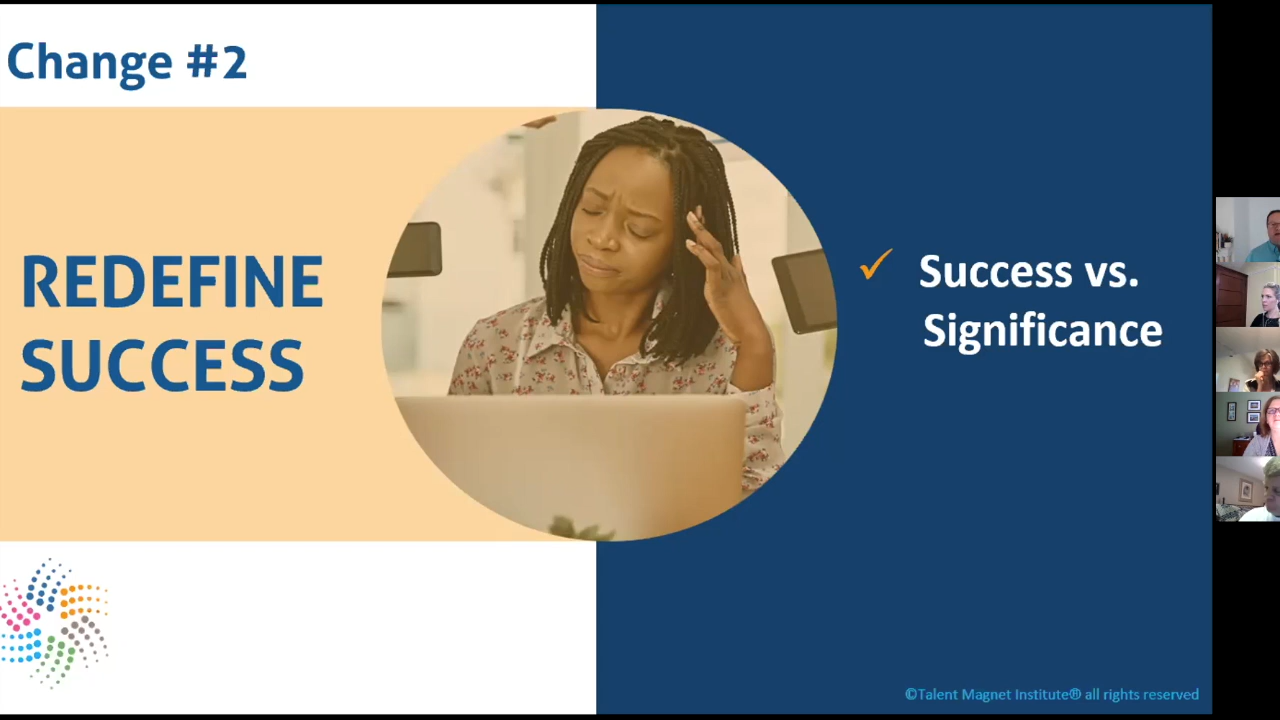 Change #2
REDEFINE
SUCCESS
✓ Success vs.
Significance
©Talent Magnet Institute® all rights reserved